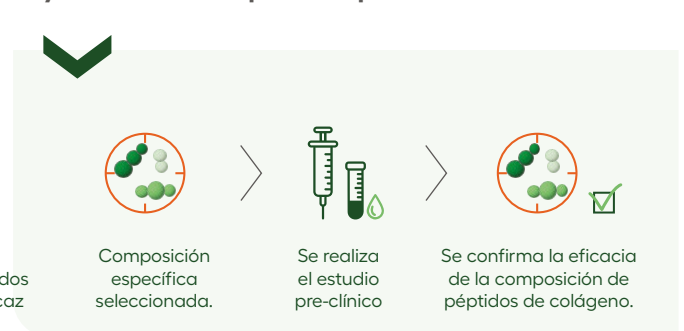 Composición
específica
seleccionada.
Se realiza
el estudio
pre-clínico
Se confirma la eficacia
de la composición de
péptidos de colágeno.